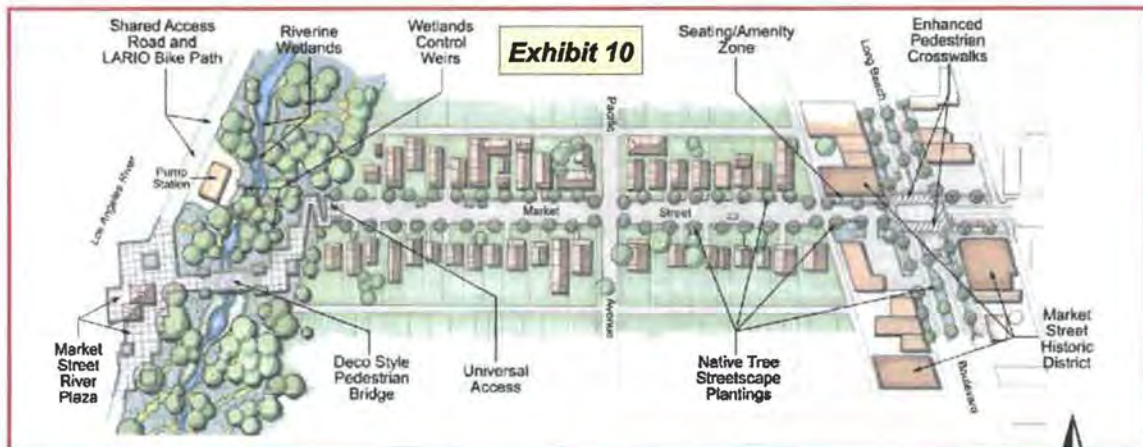 Shared Access
Road and
LARIO Bike Path
Riverine
Wetlands
Wetlands
Control
Weirs
Exhibit 10
Seating/Amenity
Zone
Enhanced
Pedestrian
Crosswalks
Long Beach
Pacific
Los Angeles River
Pump
Station
Market
Street
Avenue
Boulevard
Market
Street
River
Plaza
Deco Style
Pedestrian
Bridge
Universal
Access
Native Tree
Streetscape
Plantings
Market
Street
Historic
District